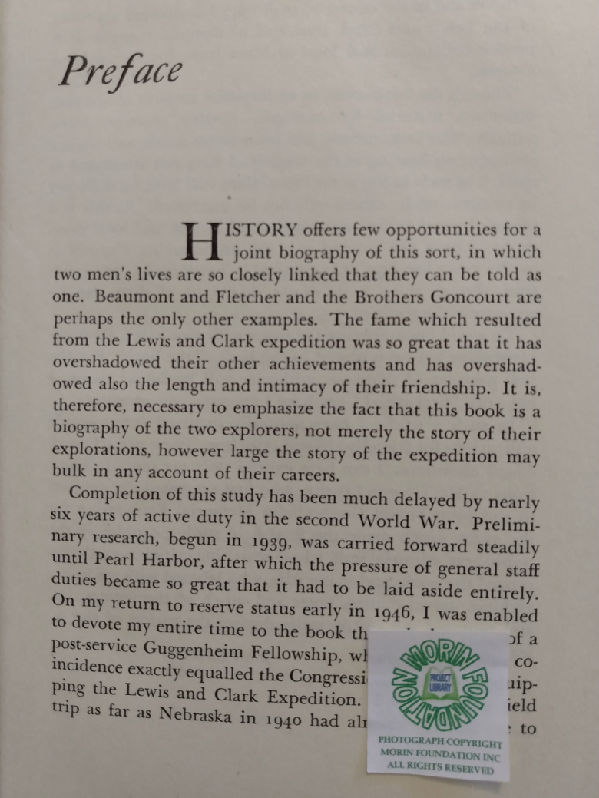 Preface
HISTORY offers few opportunities for a
joint biography of this sort, in which
two men's lives are so closely linked that they can be told as
one. Beaumont and Fletcher and the Brothers Goncourt are
perhaps the only other examples. The fame which resulted
from the Lewis and Clark expedition was so great that it has
overshadowed their other achievements and has overshad-
owed also the length and intimacy of their friendship. It is,
therefore, necessary to emphasize the fact that this book is a
biography of the two explorers, not merely the story of their
explorations, however large the story of the expedition may
bulk in any account of their careers.
Completion of this study has been much delayed by nearly
six years of active duty in the second World War. Prelimi-
nary research, begun in 1939, was carried forward steadily
until Pearl Harbor, after which the pressure of general staff
duties became so great that it had to be laid aside entirely.
On my return to reserve status early in 1946, I was enabled
to devote my entire time to the book of a
post-service Guggenheim Fellowship, co-
incidence exactly equalled the
ping the Lewis and Clark Expedition.
trip as far as Nebraska in 1940 had to
MORIN FOUNDATION
PROJECT
LIBRARY
PHOTOGRAPH COPYRIGHT
MORIN FOUNDATION INC
ALL RIGHTS RESERVED